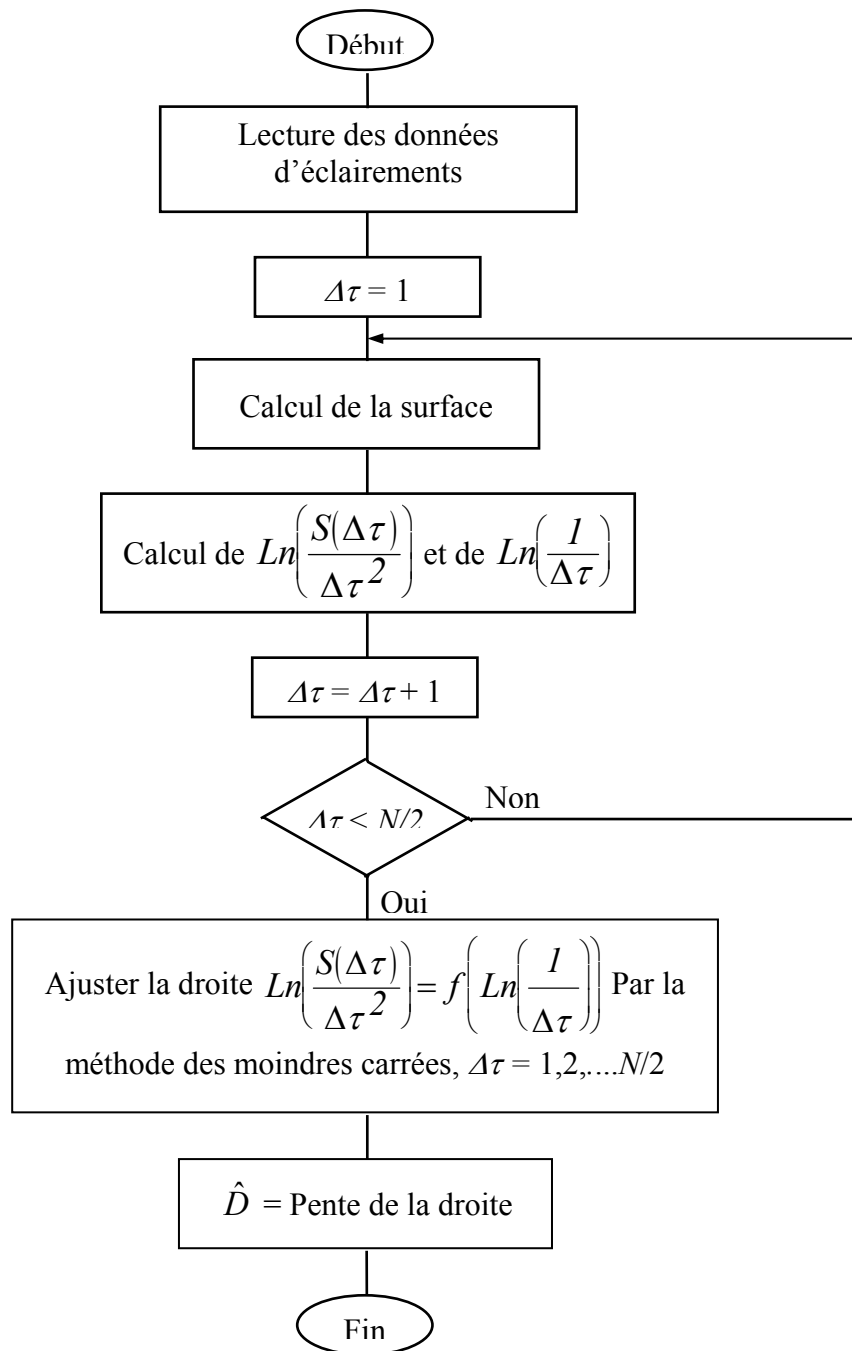 Début
Lecture des données
d'éclairements
Δτ = 1
Calcul de la surface
Calcul de Ln(S(Δτ)/Δτ²) et de Ln(1/Δτ)
Δτ = Δτ + 1
Δτ < N/2
Non
Oui
Ajuster la droite Ln(S(Δτ)/Δτ²) = f(Ln(1/Δτ)) Par la
méthode des moindres carrées, Δτ = 1,2,....N/2
D̂ = Pente de la droite
Fin